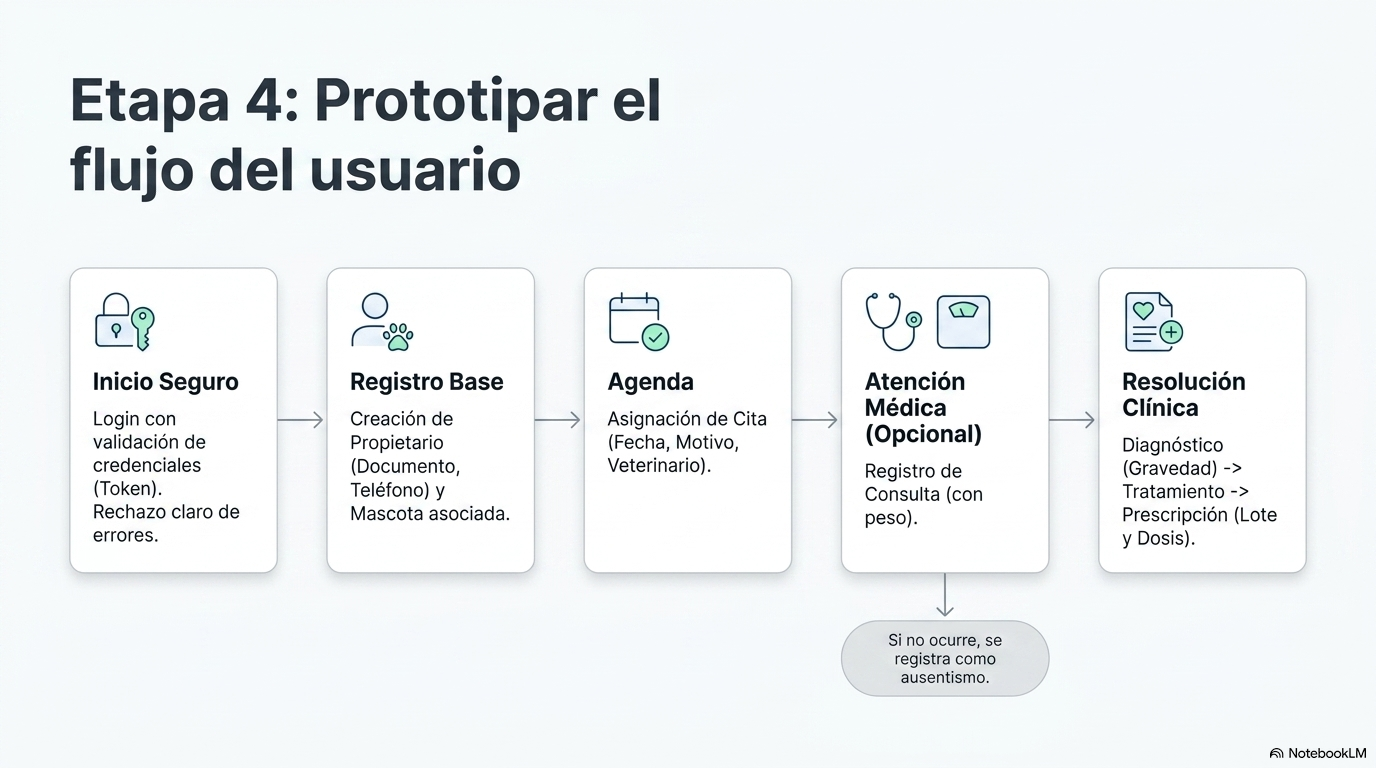 Etapa 4: Prototipar el
flujo del usuario
Inicio Seguro
Login con
validación de
credenciales
(Token).
Rechazo claro de
errores.
Registro Base
Creación de
Propietario
(Documento,
Teléfono) y
Mascota asociada.
Agenda
Asignación de Cita
(Fecha, Motivo,
Veterinario).
Atención
Médica
(Opcional)
Registro de
Consulta (con
peso).
Si no ocurre, se
registra como
ausentismo.
Resolución
Clínica
Diagnóstico
(Gravedad) ->
Tratamiento ->
Prescripción (Lote
y Dosis).
NotebookLM